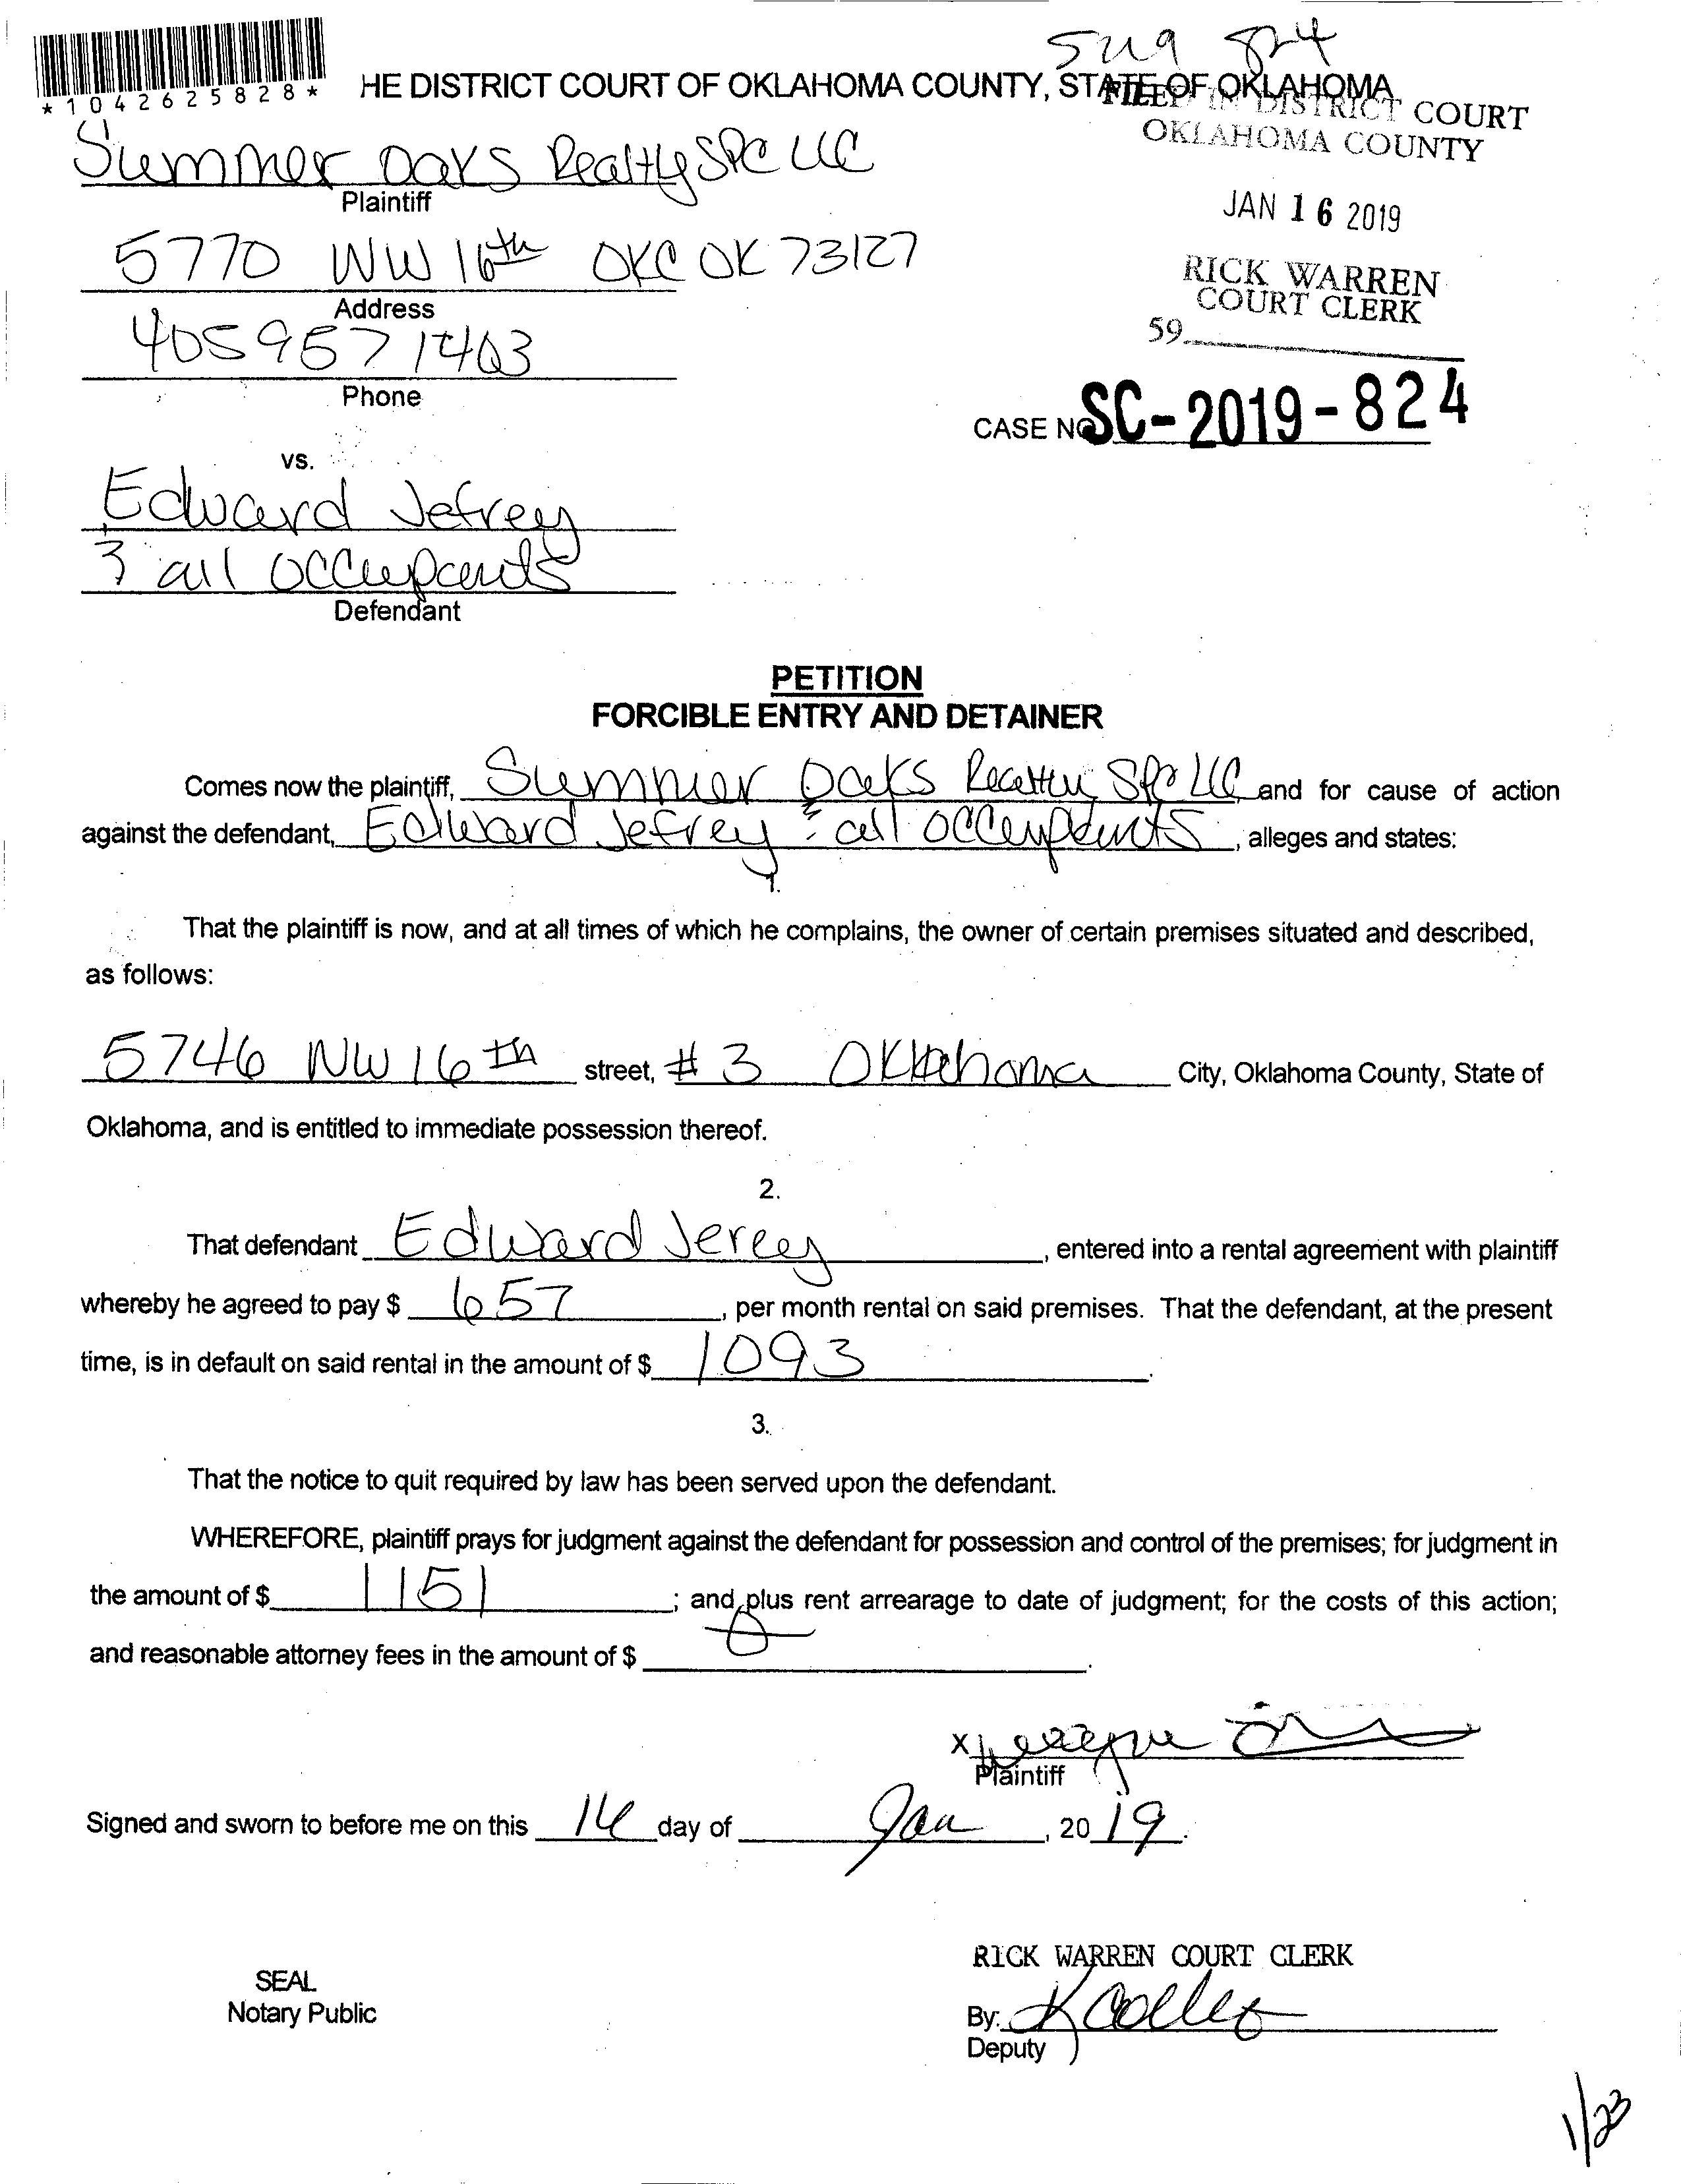 5219 824
*1042625828*
HE DISTRICT COURT OF OKLAHOMA COUNTY, STATE OF OKLAHOMA
FILED IN DISTRICT COURT
OKLAHOMA COUNTY
Summer Oaks Realty SPC LLC
Plaintiff
JAN 16 2019
5770 NW 16th OKC OK 73127
Address
RICK WARREN
COURT CLERK
59
405 957 1463
Phone
CASE NO. SC-2019-824
vs.
Edward Jefrey
& all occupants
Defendant
PETITION
FORCIBLE ENTRY AND DETAINER
Comes now the plaintiff, Summer Oaks Realty SPC LLC and for cause of action
against the defendant, Edward Jefrey & all occupants, alleges and states:
1.
That the plaintiff is now, and at all times of which he complains, the owner of certain premises situated and described,
as follows:
5746 NW 16th street, # 3 Oklahoma City, Oklahoma County, State of
Oklahoma, and is entitled to immediate possession thereof.
2.
That defendant Edward Jerey, entered into a rental agreement with plaintiff
whereby he agreed to pay $ 657, per month rental on said premises. That the defendant, at the present
time, is in default on said rental in the amount of $ 1093.
3.
That the notice to quit required by law has been served upon the defendant.
WHEREFORE, plaintiff prays for judgment against the defendant for possession and control of the premises; for judgment in
the amount of $ 1151; and plus rent arrearage to date of judgment; for the costs of this action;
and reasonable attorney fees in the amount of $ 0.
X
Plaintiff
Signed and sworn to before me on this 16 day of Jan, 2019.
RICK WARREN COURT CLERK
SEAL
Notary Public
By:
Deputy
1/23